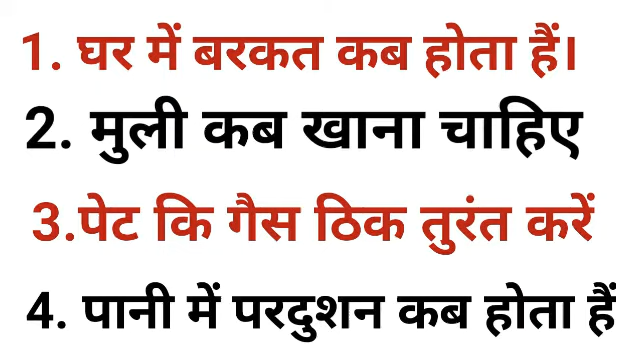 1. घर में बरकत कब होता हैं।
2. मुली कब खाना चाहिए
3.पेट कि गैस ठिक तुरंत करें
4. पानी में परदुशन कब होता हैं